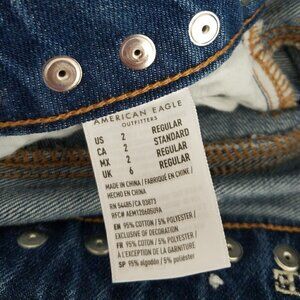 AMERICAN EAGLE
OUTFITTERS
US 2 REGULAR
CA 2 STANDARD
MX 2 REGULAR
UK 6 REGULAR
MADE IN CHINA / FABRIQUÉ EN CHINE /
HECHO EN CHINA
RN 54485/CA 03873
RFC# AEM1206050H9A
EN 95% COTTON / 5% POLYESTER /
EXCLUSIVE OF DECORATION
FR 95% COTON / 5% POLYESTER /
À L'EXCEPTION DE LA GARNITURE
SP 95% algodón / 5% poliéster